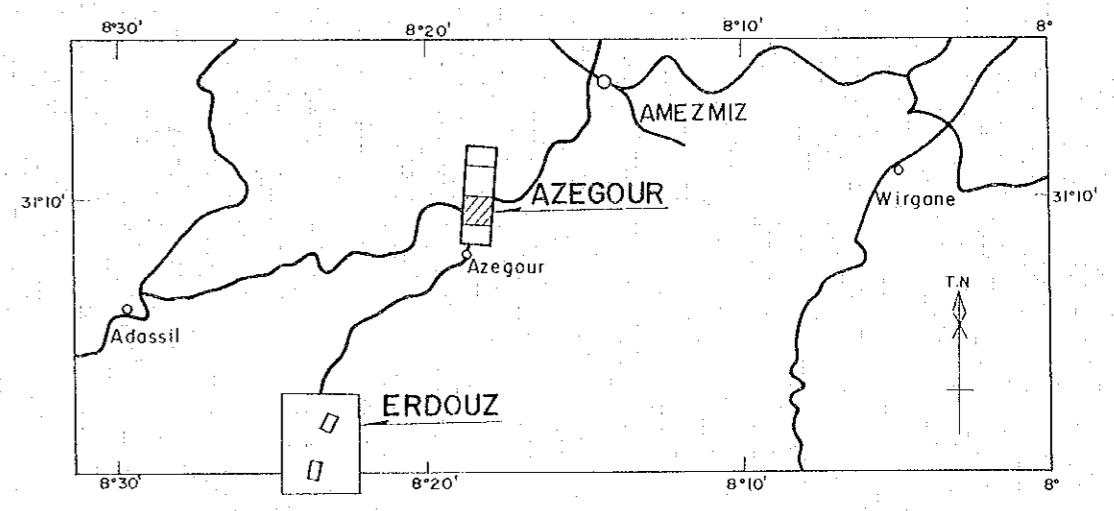 8°30' 8°20' 8°10' 8°
AMEZMIZ
31°10' AZEGOUR Wirgane 31°10'
Azegour
T.N
Adassil
ERDOUZ
8°30' 8°20' 8°10' 8°